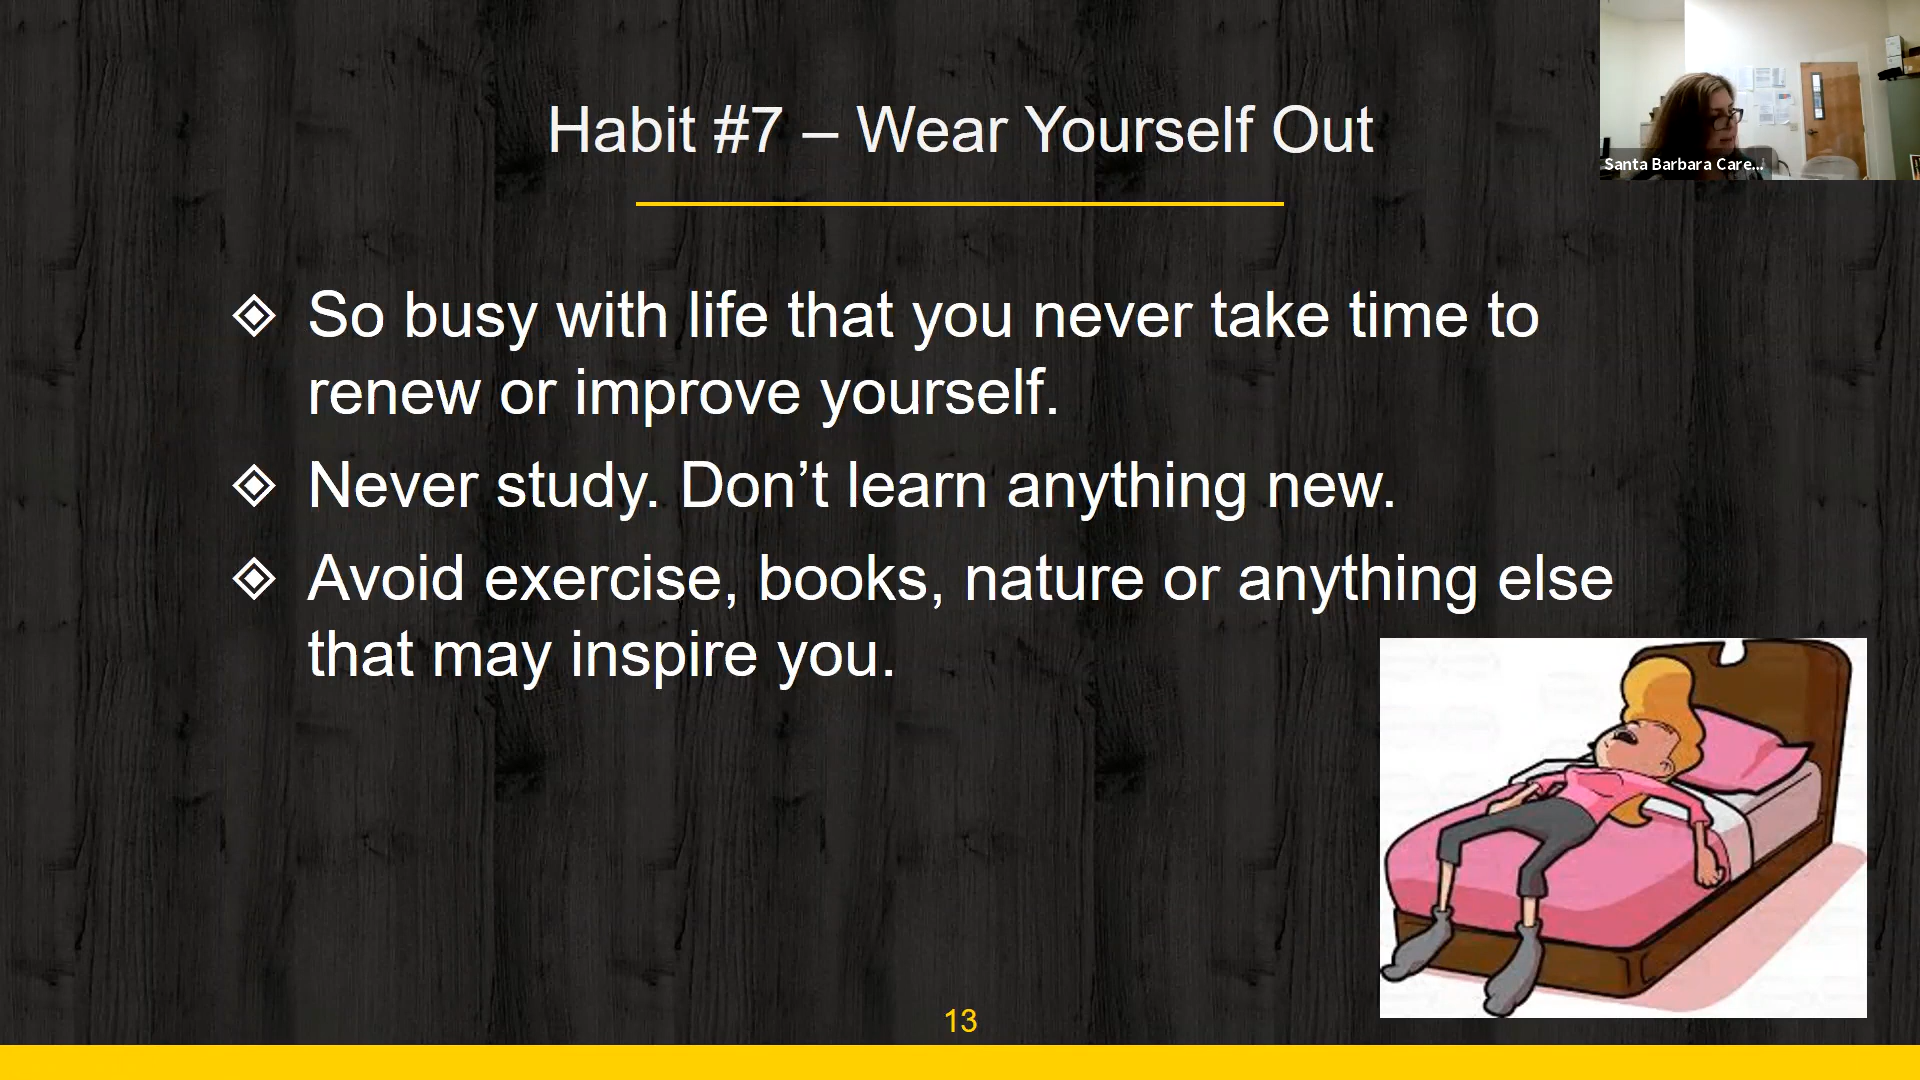 Habit #7 – Wear Yourself Out
Santa Barbara Care...
So busy with life that you never take time to
renew or improve yourself.
Never study. Don’t learn anything new.
Avoid exercise, books, nature or anything else
that may inspire you.
13